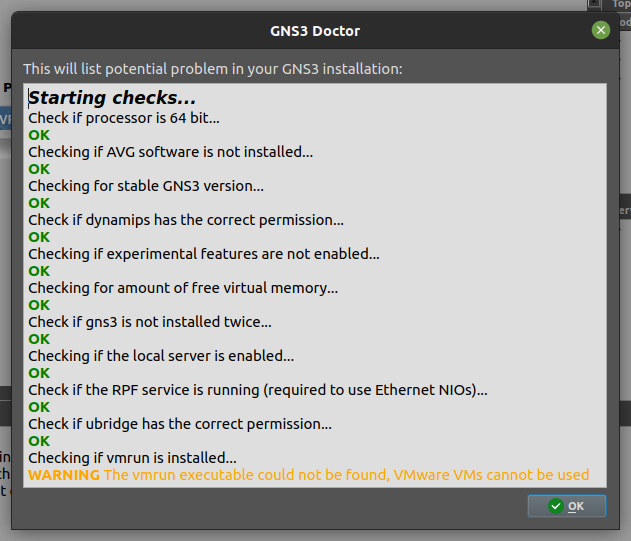 Top
GNS3 Doctor
od
This will list potential problem in your GNS3 installation:
P
Starting checks...
Check if processor is 64 bit...
VP
OK
Checking if AVG software is not installed...
OK
Checking for stable GNS3 version...
OK
er
Check if dynamips has the correct permission...
OK
Checking if experimental features are not enabled...
OK
Checking for amount of free virtual memory...
OK
Check if gns3 is not installed twice...
OK
Checking if the local server is enabled...
OK
Check if the RPF service is running (required to use Ethernet NIOs)...
OK
Check if ubridge has the correct permission...
OK
Checking if vmrun is installed...
WARNING The vmrun executable could not be found, VMware VMs cannot be used
OK